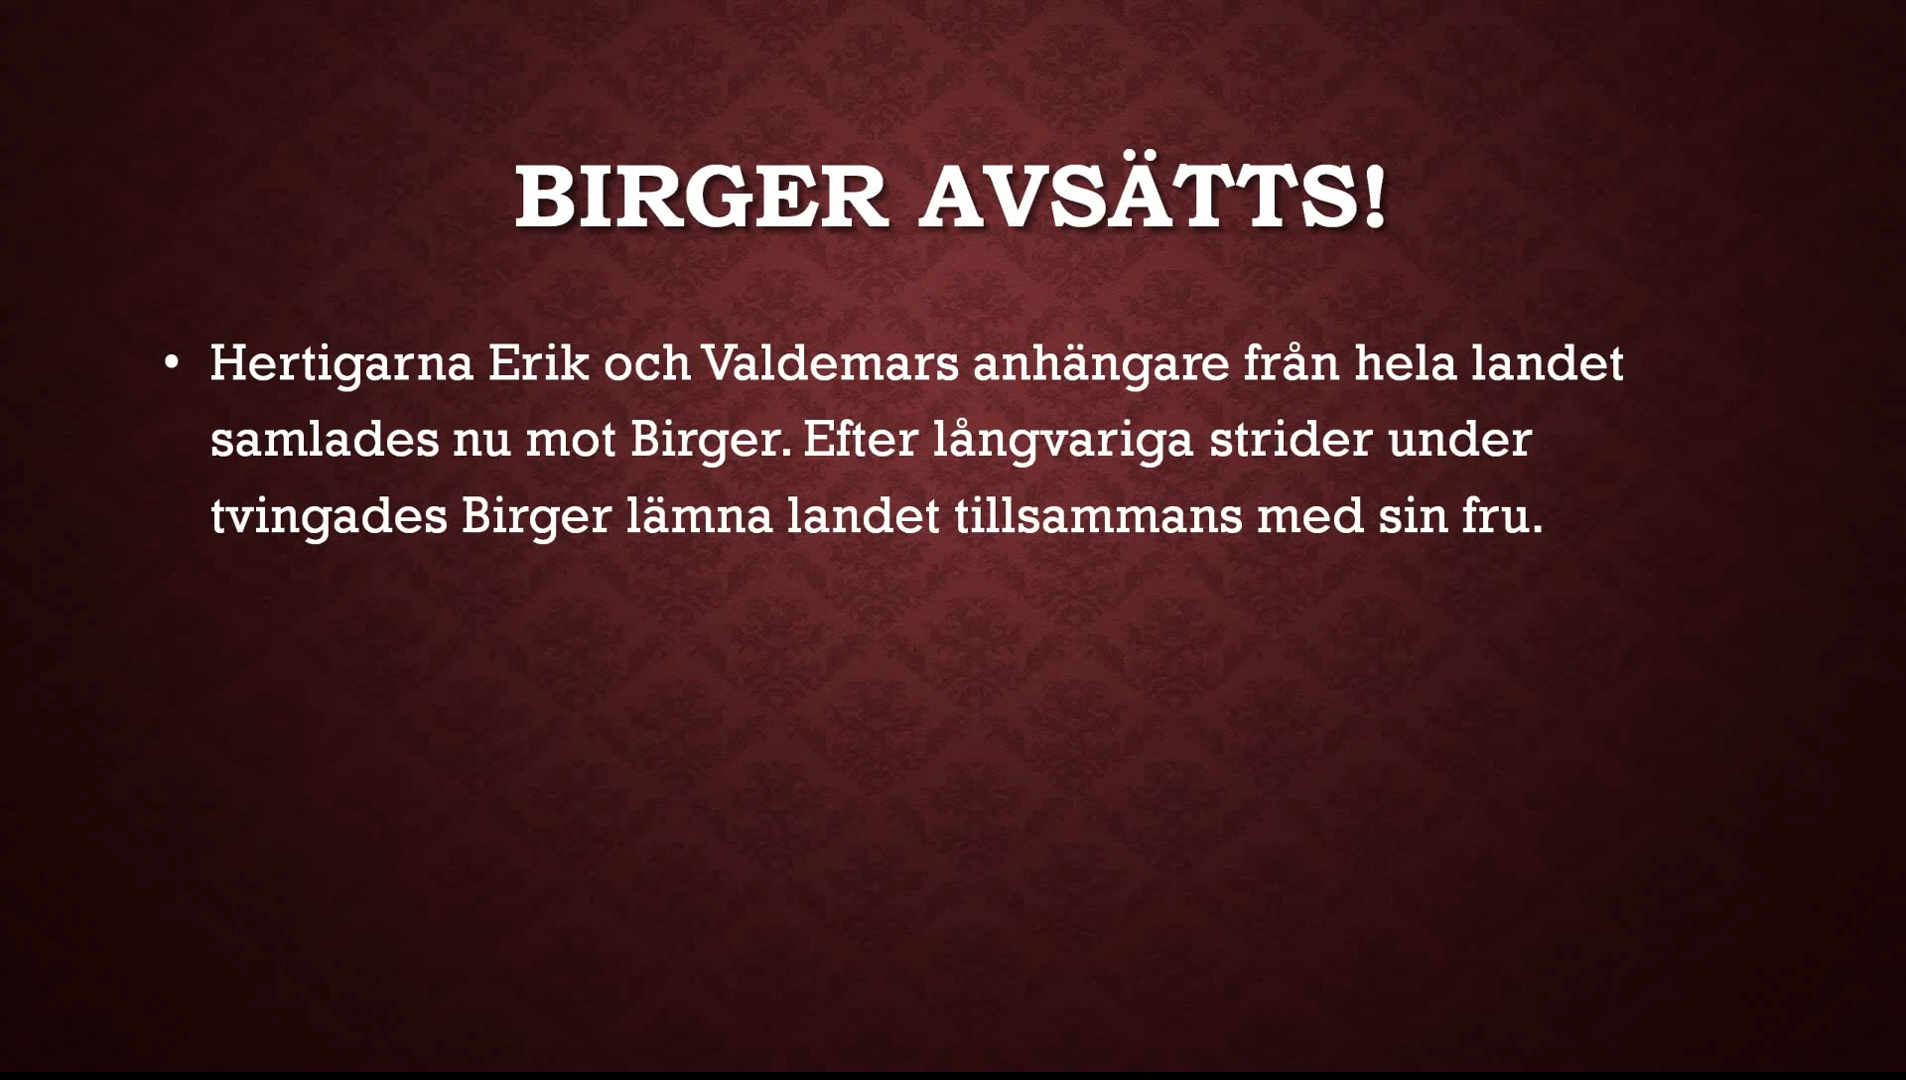 BIRGER AVSÄTTS!
• Hertigarna Erik och Valdemars anhängare från hela landet
samlades nu mot Birger. Efter långvariga strider under
tvingades Birger lämna landet tillsammans med sin fru.